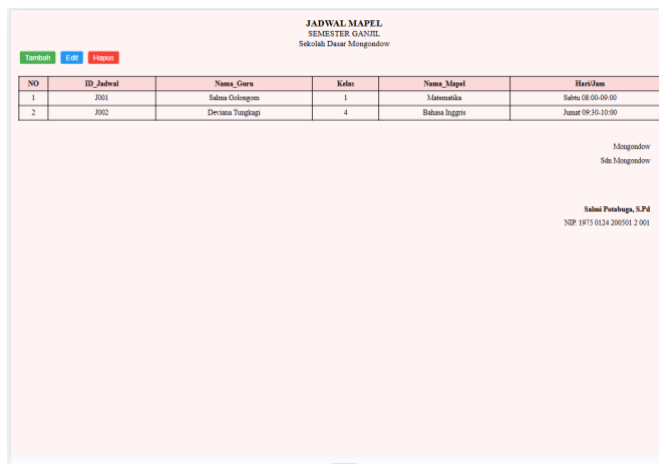 JADWAL MAPEL
SEMESTER GANJIL
Sekolah Dasar Mongondow
Tambah Edit Hapus
NO ID_Jadwal Nama_Guru Kelas Nama_Mapel Hari/Jam
1 J001 Salma Golongom 1 Matematika Sabtu 08:00-09:00
2 J002 Deviana Tungkagi 4 Bahasa Inggris Jumat 09:30-10:00
Mongondow
Sdn Mongondow
Salmi Potabuga, S.Pd
NIP. 1975 0124 200501 2 001